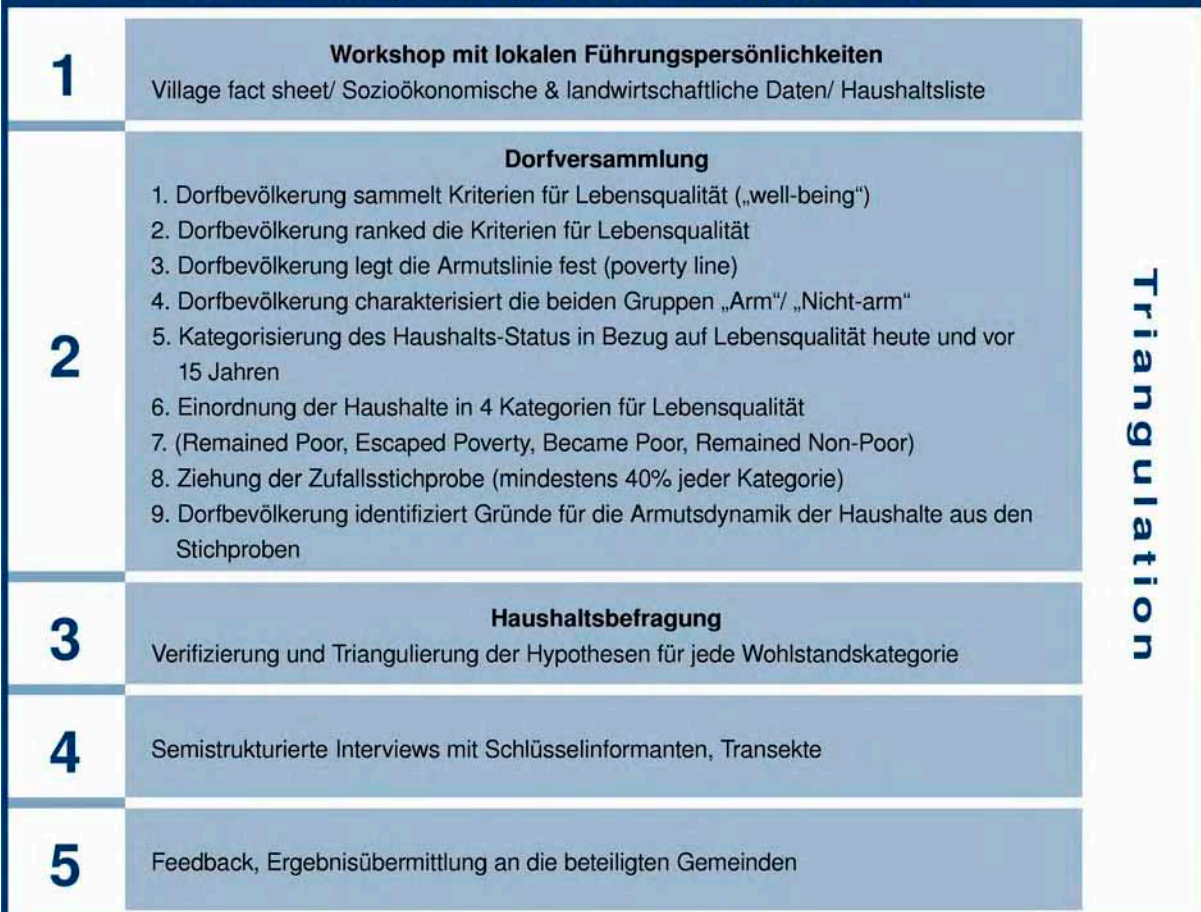 1
Workshop mit lokalen Führungspersönlichkeiten
Village fact sheet/ Sozioökonomische & landwirtschaftliche Daten/ Haushaltsliste
2
Dorfversammlung
1. Dorfbevölkerung sammelt Kriterien für Lebensqualität („well-being“)
2. Dorfbevölkerung ranked die Kriterien für Lebensqualität
3. Dorfbevölkerung legt die Armutslinie fest (poverty line)
4. Dorfbevölkerung charakterisiert die beiden Gruppen „Arm“/ „Nicht-arm“
5. Kategorisierung des Haushalts-Status in Bezug auf Lebensqualität heute und vor
15 Jahren
6. Einordnung der Haushalte in 4 Kategorien für Lebensqualität
7. (Remained Poor, Escaped Poverty, Became Poor, Remained Non-Poor)
8. Ziehung der Zufallsstichprobe (mindestens 40% jeder Kategorie)
9. Dorfbevölkerung identifiziert Gründe für die Armutsdynamik der Haushalte aus den
Stichproben
3
Haushaltsbefragung
Verifizierung und Triangulierung der Hypothesen für jede Wohlstandskategorie
4
Semistrukturierte Interviews mit Schlüsselinformanten, Transekte
5
Feedback, Ergebnisübermittlung an die beteiligten Gemeinden
Triangulation